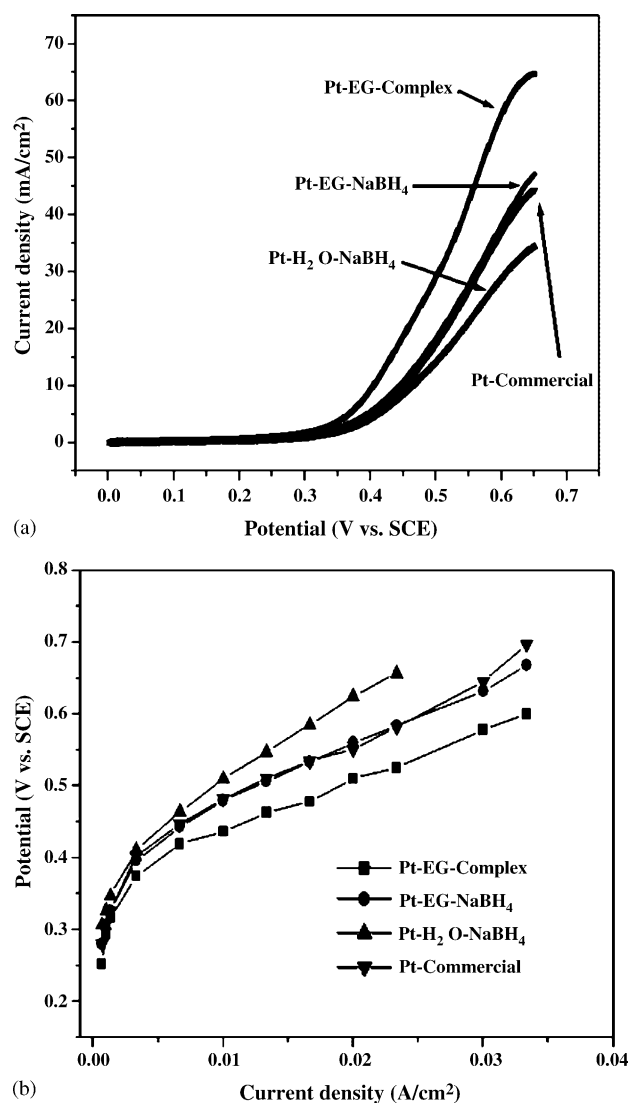 (a)
Current density (mA/cm²)
70
60
50
40
30
20
10
0
Pt-EG-Complex
Pt-EG-NaBH₄
Pt-H₂ O-NaBH₄
Pt-Commercial
0.0 0.1 0.2 0.3 0.4 0.5 0.6 0.7
Potential (V vs. SCE)
(b)
Potential (V vs. SCE)
0.8
0.7
0.6
0.5
0.4
0.3
0.2
Pt-EG-Complex
Pt-EG-NaBH₄
Pt-H₂ O-NaBH₄
Pt-Commercial
0.00 0.01 0.02 0.03 0.04
Current density (A/cm²)